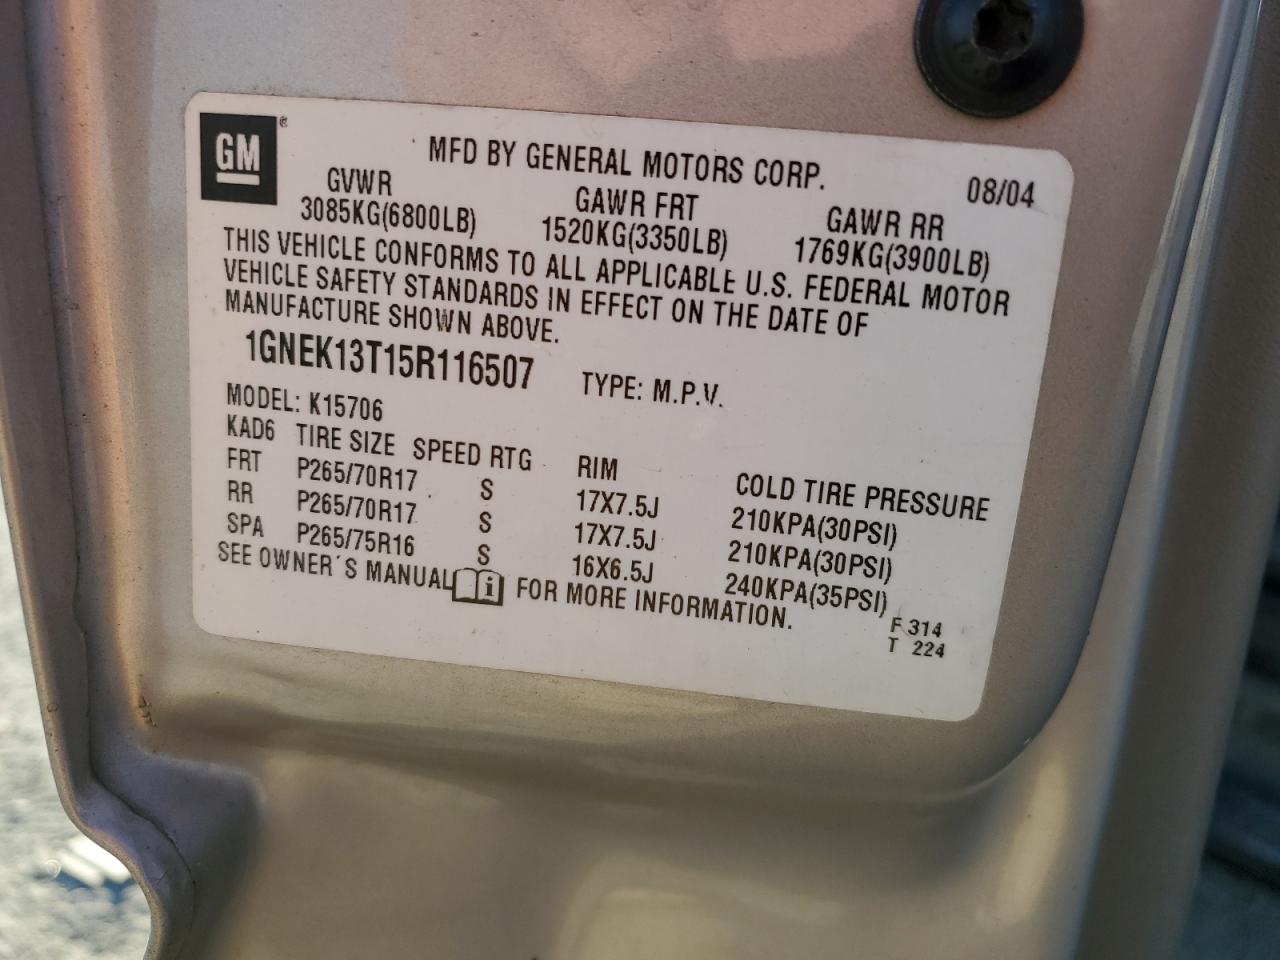 GM ®
MFD BY GENERAL MOTORS CORP. 08/04
GVWR GAWR FRT GAWR RR
3085KG(6800LB) 1520KG(3350LB) 1769KG(3900LB)
THIS VEHICLE CONFORMS TO ALL APPLICABLE U.S. FEDERAL MOTOR
VEHICLE SAFETY STANDARDS IN EFFECT ON THE DATE OF
MANUFACTURE SHOWN ABOVE.
1GNEK13T15R116507 TYPE: M.P.V.
MODEL: K15706
KAD6 TIRE SIZE SPEED RTG RIM COLD TIRE PRESSURE
FRT P265/70R17 S 17X7.5J 210KPA(30PSI)
RR P265/70R17 S 17X7.5J 210KPA(30PSI)
SPA P265/75R16 S 16X6.5J 240KPA(35PSI)
SEE OWNER´S MANUAL i FOR MORE INFORMATION.
F 314
T 224